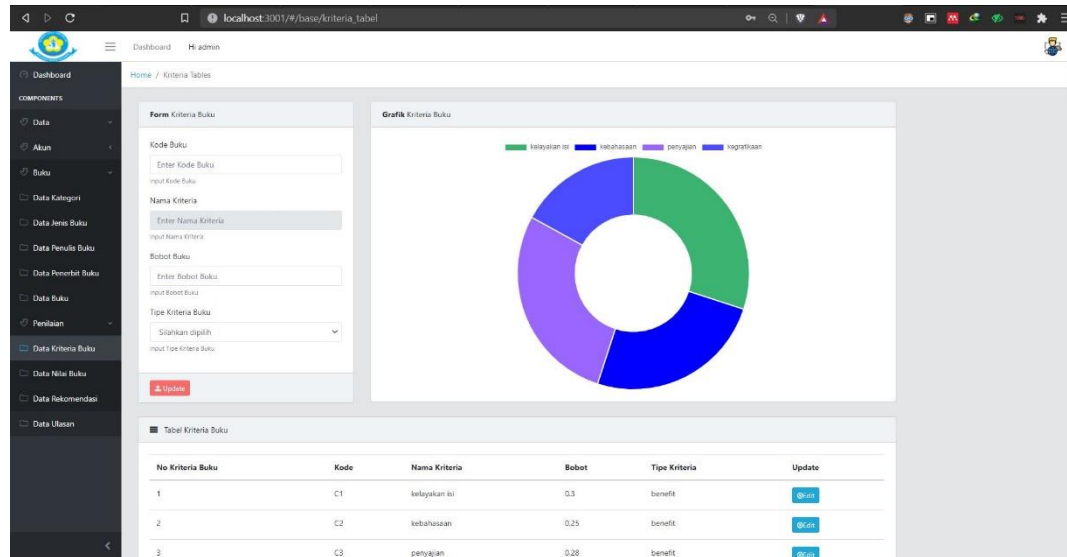 localhost:3001/#/base/kriteria_tabel
Dashboard Hi admin
Dashboard
COMPONENTS
Data
Akun
Buku
Data Kategori
Data Jenis Buku
Data Penulis Buku
Data Penerbit Buku
Data Buku
Penilaian
Data Kriteria Buku
Data Nilai Buku
Data Rekomendasi
Data Ulasan
Home / Kriteria Tables
Form Kriteria Buku
Kode Buku
Enter Kode Buku
input Kode Buku
Nama Kriteria
Enter Nama Kriteria
input Nama Kriteria
Bobot Buku
Enter Bobot Buku
input Bobot Buku
Tipe Kriteria Buku
Silahkan dipilih
input Tipe Kriteria Buku
Update
Grafik Kriteria Buku
kelayakan isi kebahasaan penyajian kegrafikaan
Tabel Kriteria Buku
No Kriteria Buku Kode Nama Kriteria Bobot Tipe Kriteria Update
1 C1 kelayakan isi 0.3 benefit Edit
2 C2 kebahasaan 0.25 benefit Edit
3 C3 penyajian 0.28 benefit Edit